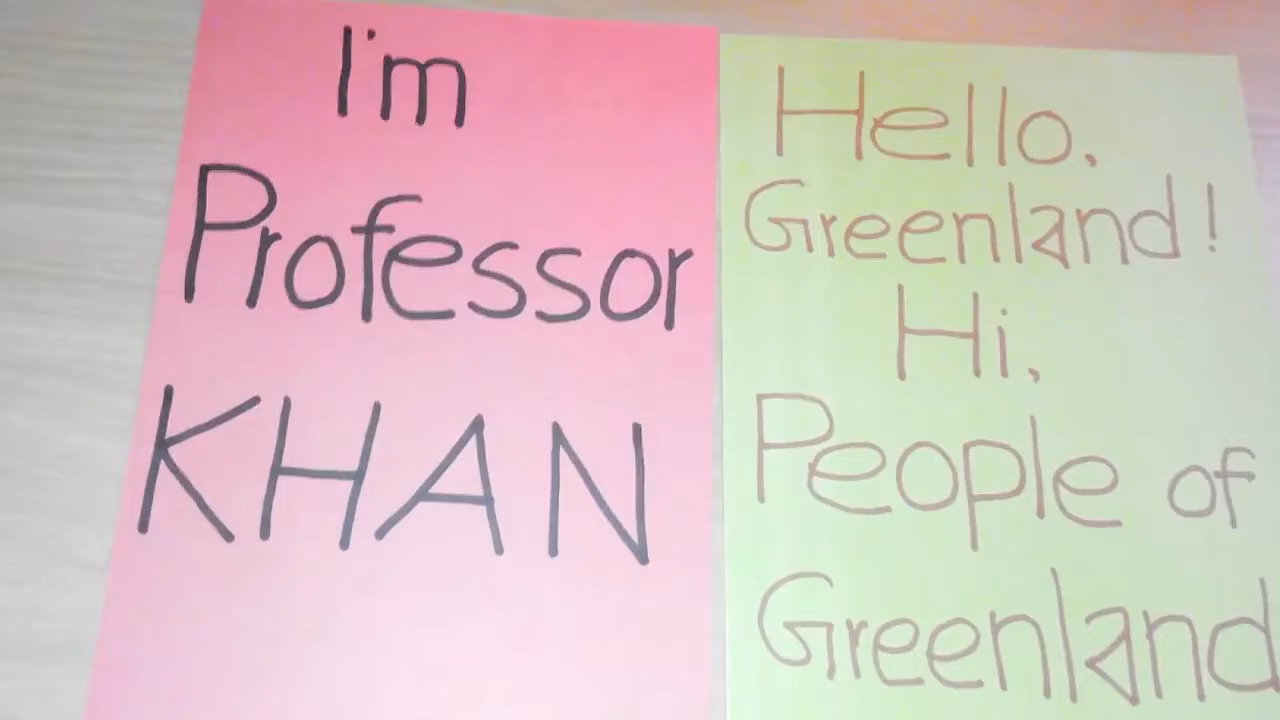 I'm
Professor
KHAN
Hello,
Greenland!
Hi,
People of
Greenland